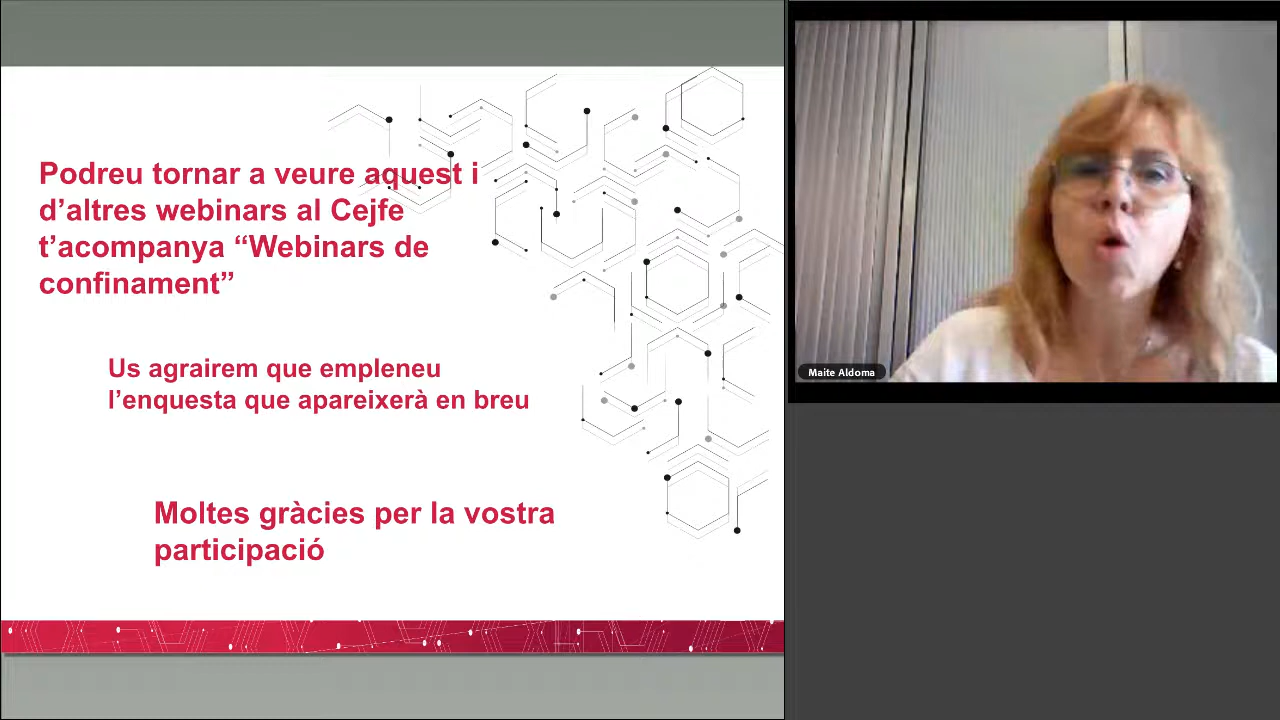 Podreu tornar a veure aquest i
d’altres webinars al Cejfe
t’acompanya “Webinars de
confinament”
Us agrairem que empleneu
l’enquesta que apareixerà en breu
Moltes gràcies per la vostra
participació
Maite Aldoma